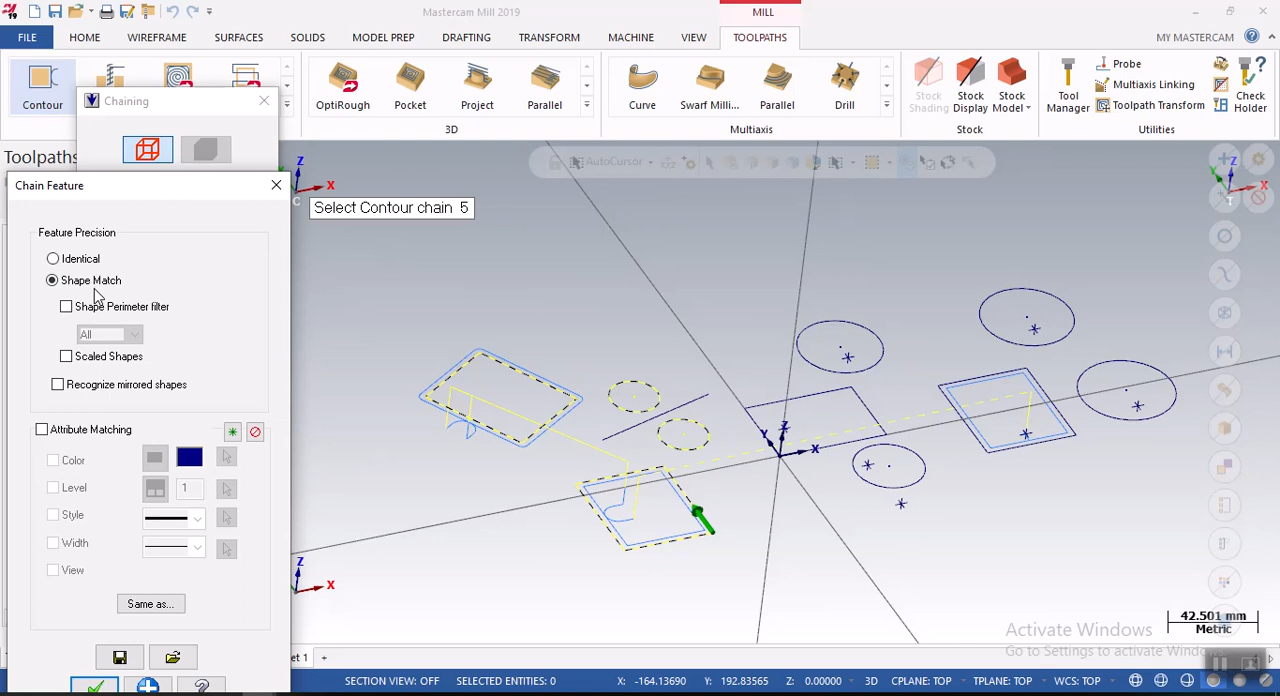 Mastercam Mill 2019
MILL
FILE HOME WIREFRAME SURFACES SOLIDS MODEL PREP DRAFTING TRANSFORM MACHINE VIEW TOOLPATHS MY MASTERCAM
Contour
Chaining
OptiRough Pocket Project Parallel
3D
Curve Swarf Milli... Parallel Drill
Multiaxis
Stock Shading
Stock Display
Stock Model
Stock
Tool Manager
Probe
Multiaxis Linking
Toolpath Transform
Check Holder
Utilities
Toolpaths
AutoCursor
Chain Feature
Select Contour chain 5
Feature Precision
Identical
Shape Match
Shape Perimeter filter
All
Scaled Shapes
Recognize mirrored shapes
Attribute Matching
Color
Level 1
Style
Width
View
Same as...
Z
X
C
Z
X
T
Z
Y
X
Z
X
42.501 mm
Metric
Activate Windows
Go to Settings to activate Windows
et 1 +
SECTION VIEW: OFF SELECTED ENTITIES: 0 X: -164.13690 Y: 192.83565 Z: 0.00000 3D CPLANE: TOP TPLANE: TOP WCS: TOP